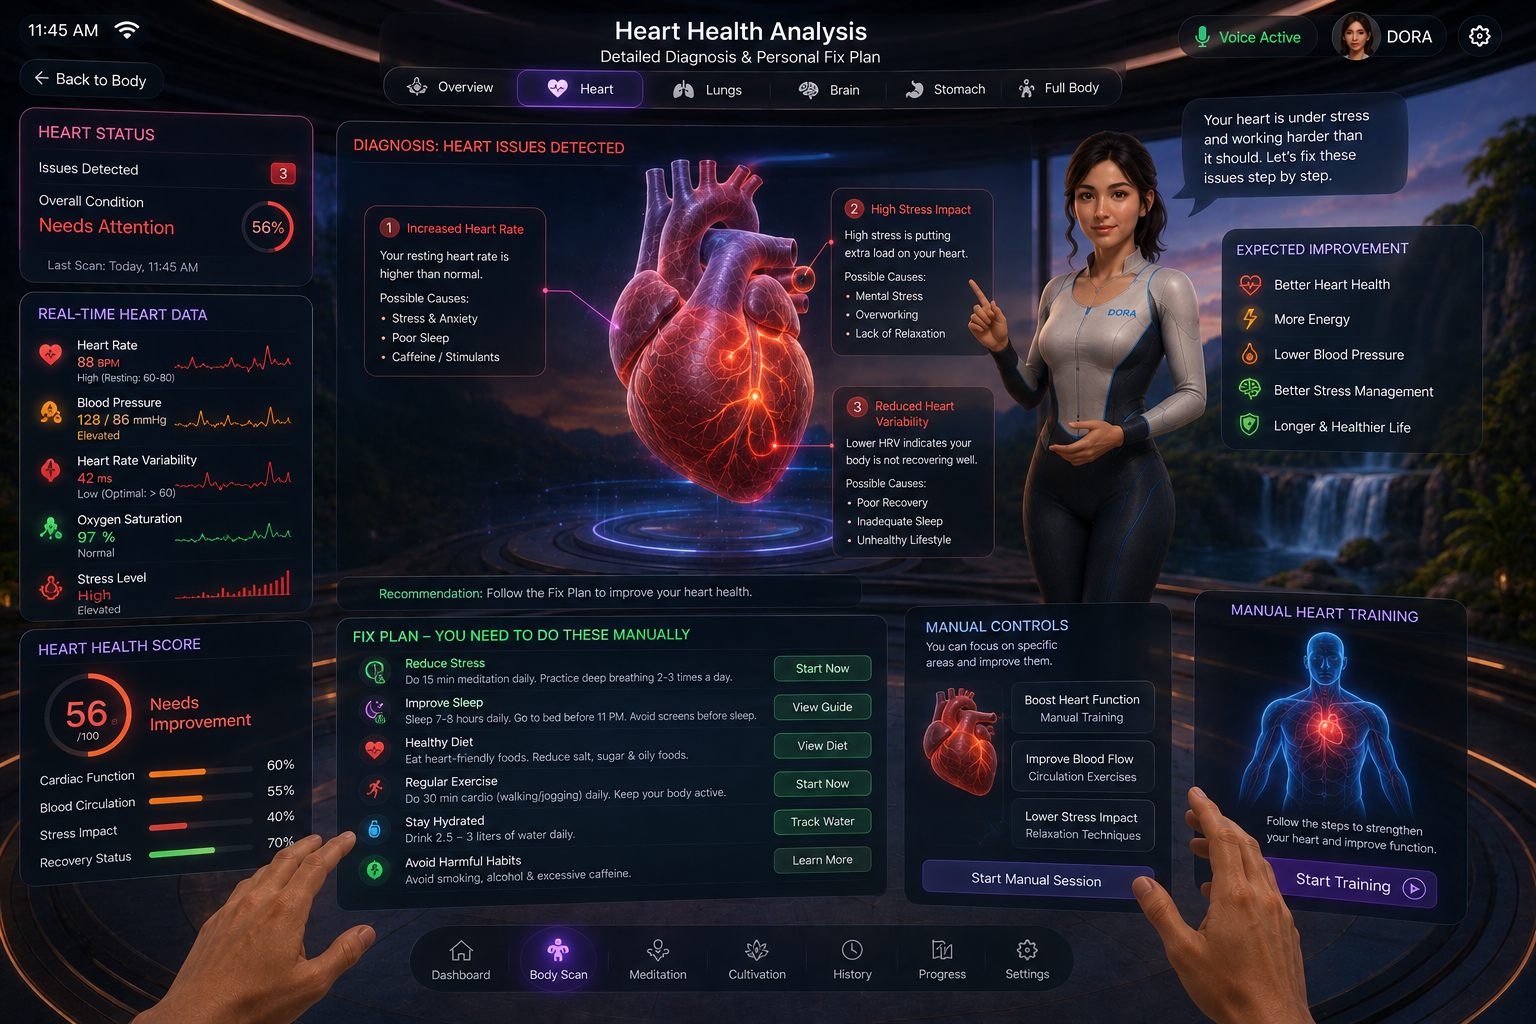 11:45 AM
Heart Health Analysis
Detailed Diagnosis & Personal Fix Plan
Voice Active
DORA
Back to Body
Overview
Heart
Lungs
Brain
Stomach
Full Body
HEART STATUS
Issues Detected
3
Overall Condition
Needs Attention
56%
Last Scan: Today, 11:45 AM
REAL-TIME HEART DATA
Heart Rate
88 BPM
High (Resting: 60-80)
Blood Pressure
128 / 86 mmHg
Elevated
Heart Rate Variability
42 ms
Low (Optimal: > 60)
Oxygen Saturation
97 %
Normal
Stress Level
High
Elevated
HEART HEALTH SCORE
56
/100
Needs
Improvement
Cardiac Function
60%
Blood Circulation
55%
Stress Impact
40%
Recovery Status
70%
DIAGNOSIS: HEART ISSUES DETECTED
1 Increased Heart Rate
Your resting heart rate is
higher than normal.
Possible Causes:
• Stress & Anxiety
• Poor Sleep
• Caffeine / Stimulants
2 High Stress Impact
High stress is putting
extra load on your heart.
Possible Causes:
• Mental Stress
• Overworking
• Lack of Relaxation
3 Reduced Heart
Variability
Lower HRV indicates your
body is not recovering well.
Possible Causes:
• Poor Recovery
• Inadequate Sleep
• Unhealthy Lifestyle
DORA
Your heart is under stress
and working harder than
it should. Let's fix these
issues step by step.
EXPECTED IMPROVEMENT
Better Heart Health
More Energy
Lower Blood Pressure
Better Stress Management
Longer & Healthier Life
Recommendation: Follow the Fix Plan to improve your heart health.
FIX PLAN – YOU NEED TO DO THESE MANUALLY
Reduce Stress
Do 15 min meditation daily. Practice deep breathing 2-3 times a day.
Start Now
Improve Sleep
Sleep 7-8 hours daily. Go to bed before 11 PM. Avoid screens before sleep.
View Guide
Healthy Diet
Eat heart-friendly foods. Reduce salt, sugar & oily foods.
View Diet
Regular Exercise
Do 30 min cardio (walking/jogging) daily. Keep your body active.
Start Now
Stay Hydrated
Drink 2.5 – 3 liters of water daily.
Track Water
Avoid Harmful Habits
Avoid smoking, alcohol & excessive caffeine.
Learn More
MANUAL CONTROLS
You can focus on specific
areas and improve them.
Boost Heart Function
Manual Training
Improve Blood Flow
Circulation Exercises
Lower Stress Impact
Relaxation Techniques
Start Manual Session
MANUAL HEART TRAINING
Follow the steps to strengthen
your heart and improve function.
Start Training
Dashboard
Body Scan
Meditation
Cultivation
History
Progress
Settings